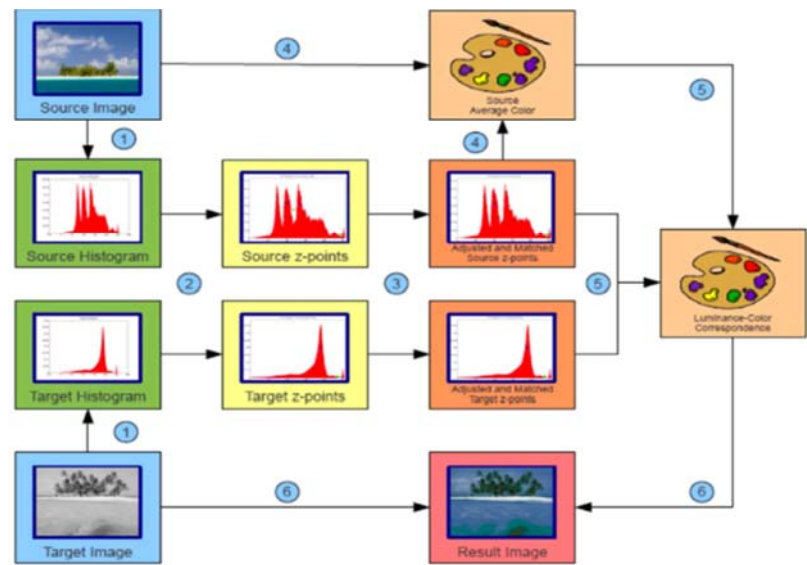 4
Source Image
Source
Average Color
5
1
4
Source Histogram
Source z-points
Adjusted and Matched
Source z-points
2
3
5
Luminance-Color
Correspondence
Target Histogram
Target z-points
Adjusted and Matched
Target z-points
1
6
6
Target Image
Result Image